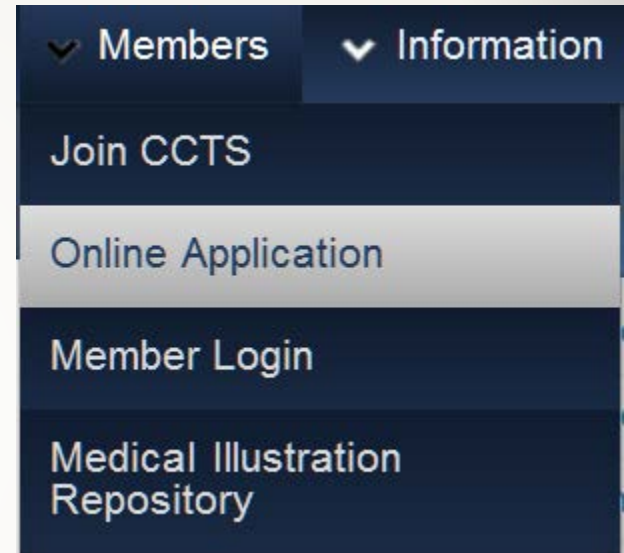 Members Information
Join CCTS
Online Application
Member Login
Medical Illustration
Repository